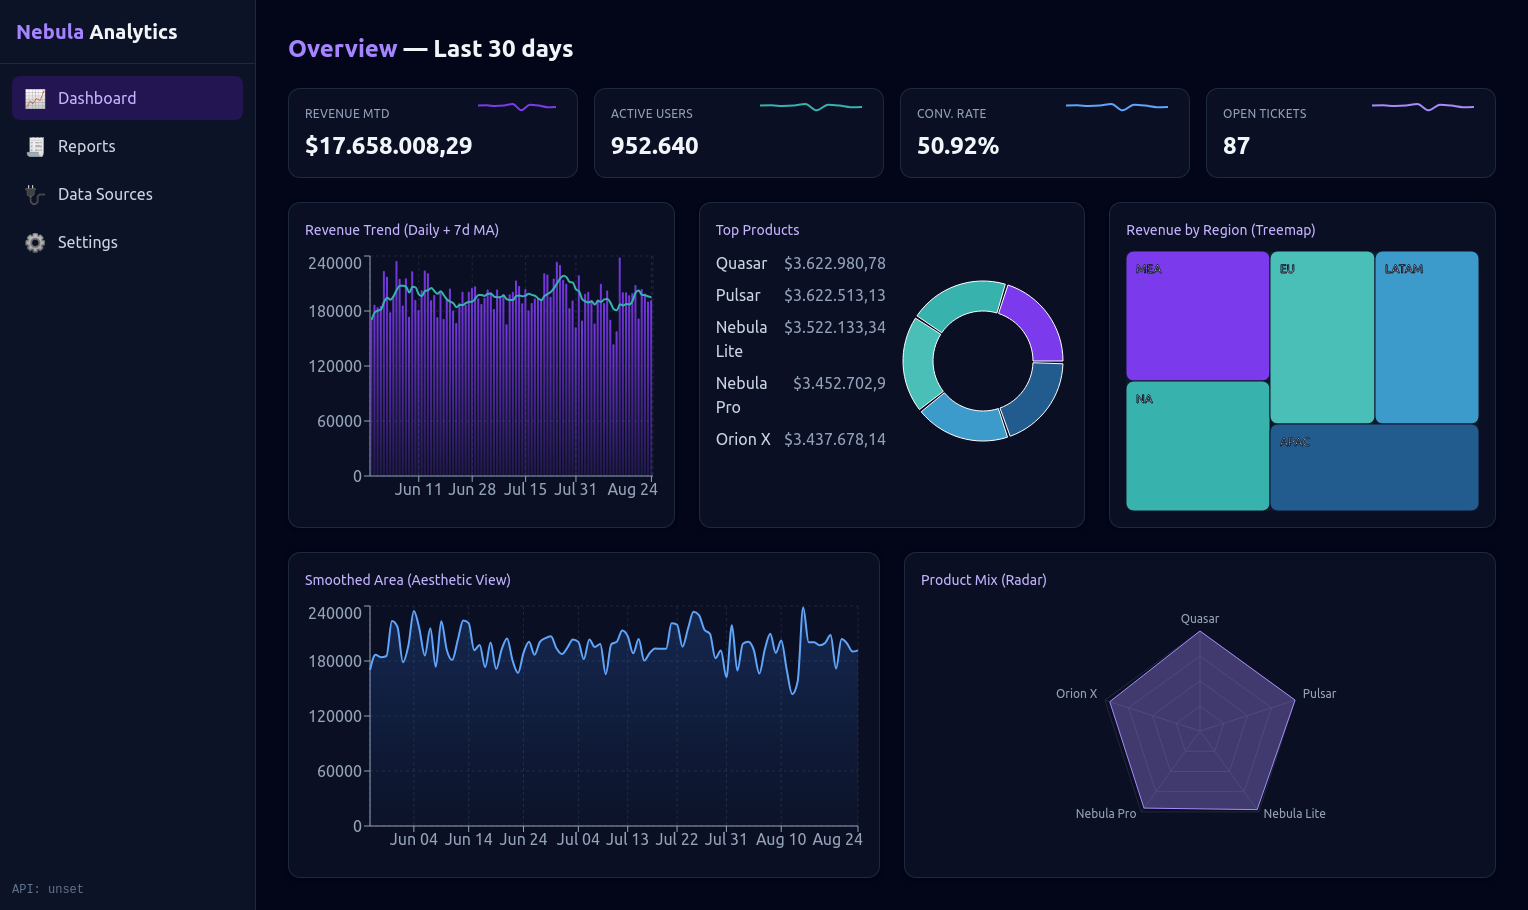 Nebula Analytics
Dashboard
Reports
Data Sources
Settings
API: unset
Overview — Last 30 days
REVENUE MTD
$17.658.008,29
ACTIVE USERS
952.640
CONV. RATE
50.92%
OPEN TICKETS
87
Revenue Trend (Daily + 7d MA)
240000
180000
120000
60000
0
Jun 11 Jun 28 Jul 15 Jul 31 Aug 24
Top Products
Quasar $3.622.980,78
Pulsar $3.622.513,13
Nebula $3.522.133,34
Lite
Nebula $3.452.702,9
Pro
Orion X $3.437.678,14
Revenue by Region (Treemap)
MEA
EU
LATAM
NA
APAC
Smoothed Area (Aesthetic View)
240000
180000
120000
60000
0
Jun 04 Jun 14 Jun 24 Jul 04 Jul 13 Jul 22 Jul 31 Aug 10 Aug 24
Product Mix (Radar)
Quasar
Orion X
Pulsar
Nebula Pro
Nebula Lite